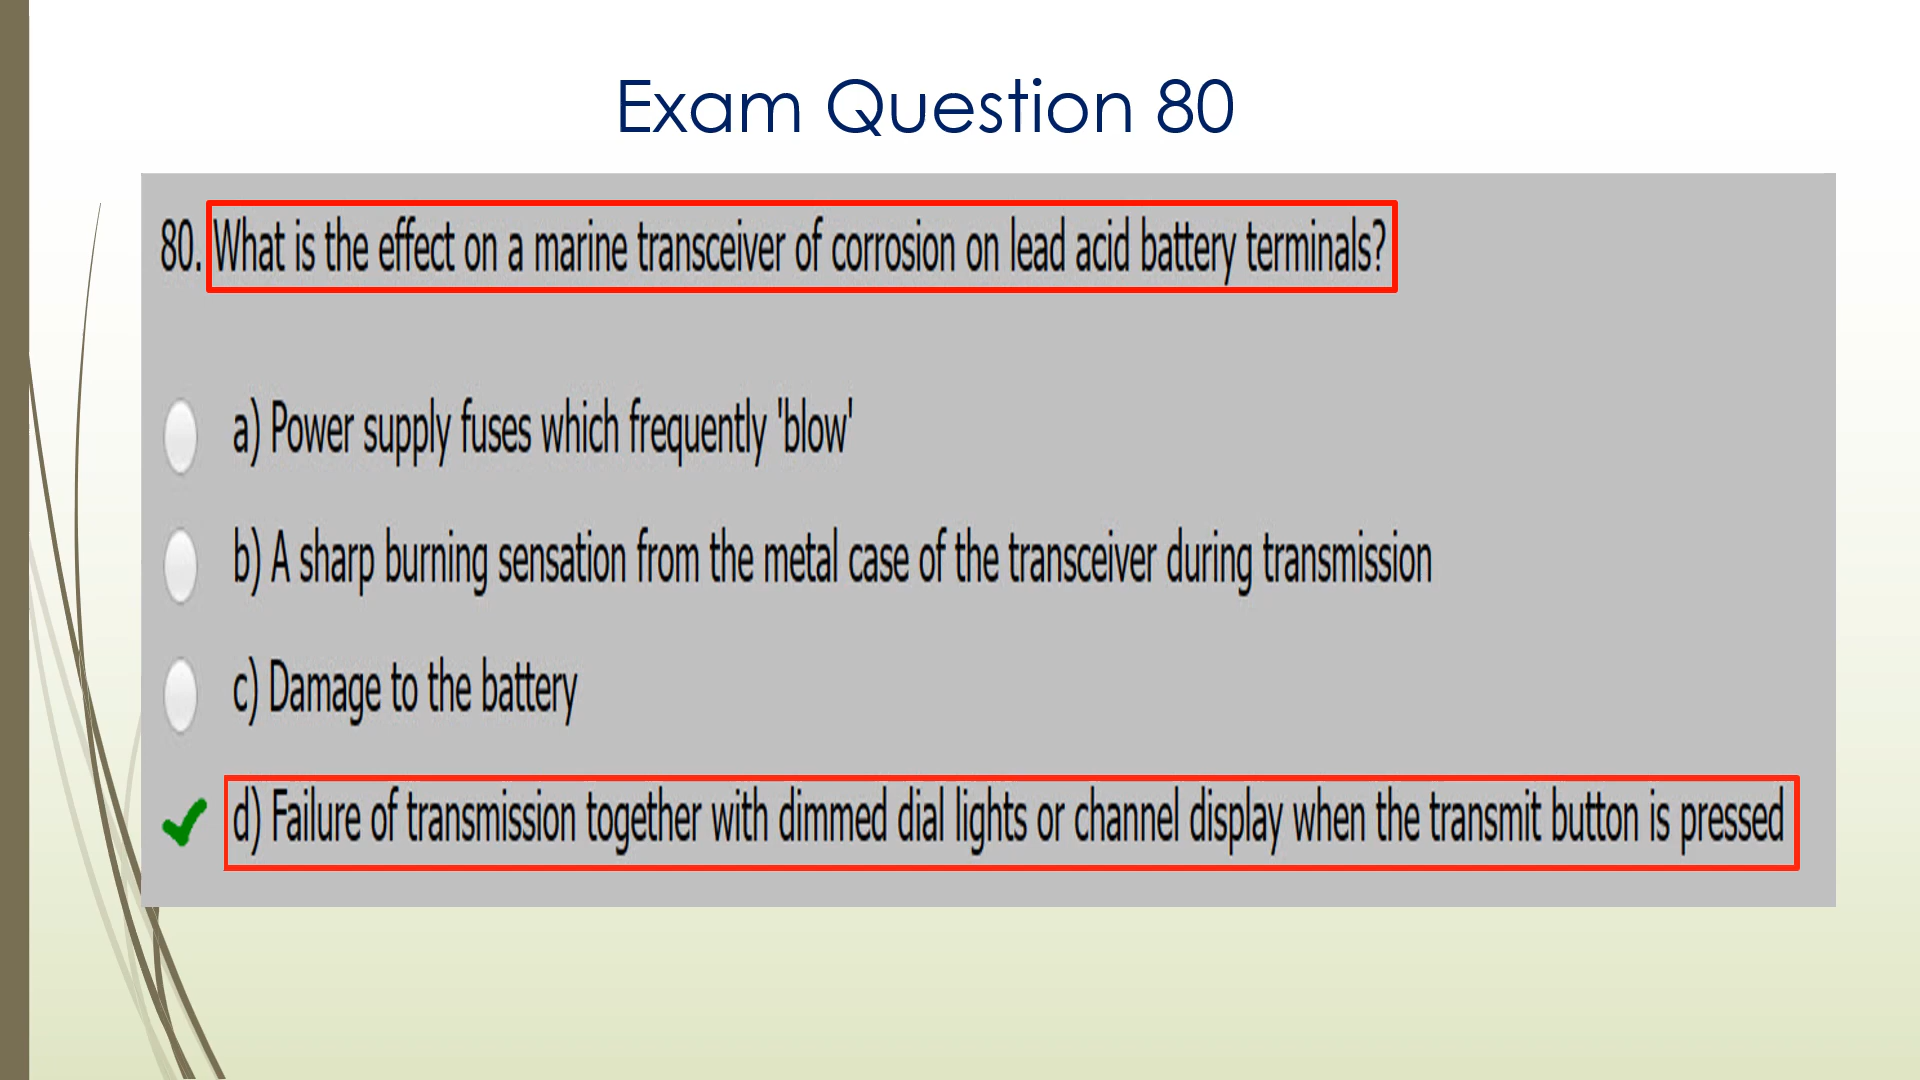 Exam Question 80
80. What is the effect on a marine transceiver of corrosion on lead acid battery terminals?
a) Power supply fuses which frequently 'blow'
b) A sharp burning sensation from the metal case of the transceiver during transmission
c) Damage to the battery
d) Failure of transmission together with dimmed dial lights or channel display when the transmit button is pressed